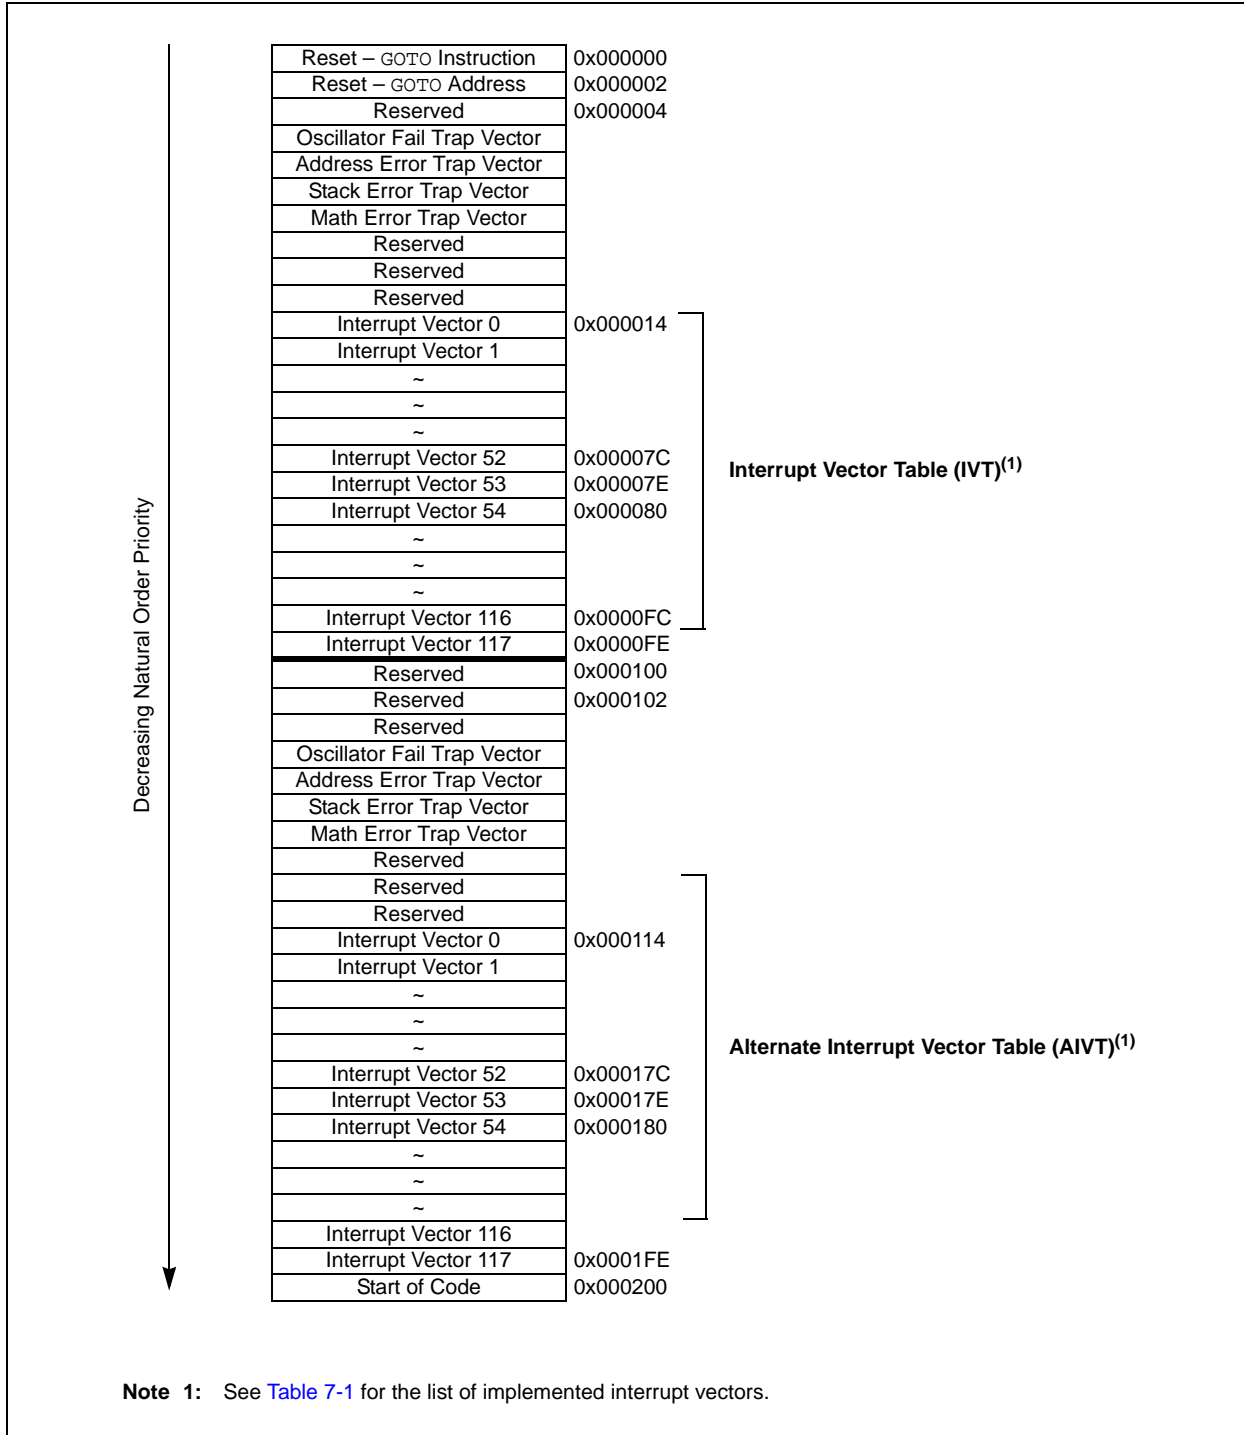 Reset – GOTO Instruction 0x000000
Reset – GOTO Address 0x000002
Reserved 0x000004
Oscillator Fail Trap Vector
Address Error Trap Vector
Stack Error Trap Vector
Math Error Trap Vector
Reserved
Reserved
Reserved
Interrupt Vector 0 0x000014
Interrupt Vector 1
~
~
~
Interrupt Vector 52 0x00007C
Interrupt Vector Table (IVT)(1)
Interrupt Vector 53 0x00007E
Interrupt Vector 54 0x000080
~
~
~
Interrupt Vector 116 0x0000FC
Interrupt Vector 117 0x0000FE
Decreasing Natural Order Priority
Reserved 0x000100
Reserved 0x000102
Reserved
Oscillator Fail Trap Vector
Address Error Trap Vector
Stack Error Trap Vector
Math Error Trap Vector
Reserved
Reserved
Reserved
Interrupt Vector 0 0x000114
Interrupt Vector 1
~
~
~
Alternate Interrupt Vector Table (AIVT)(1)
Interrupt Vector 52 0x00017C
Interrupt Vector 53 0x00017E
Interrupt Vector 54 0x000180
~
~
~
Interrupt Vector 116
Interrupt Vector 117 0x0001FE
Start of Code 0x000200
Note 1: See Table 7-1 for the list of implemented interrupt vectors.